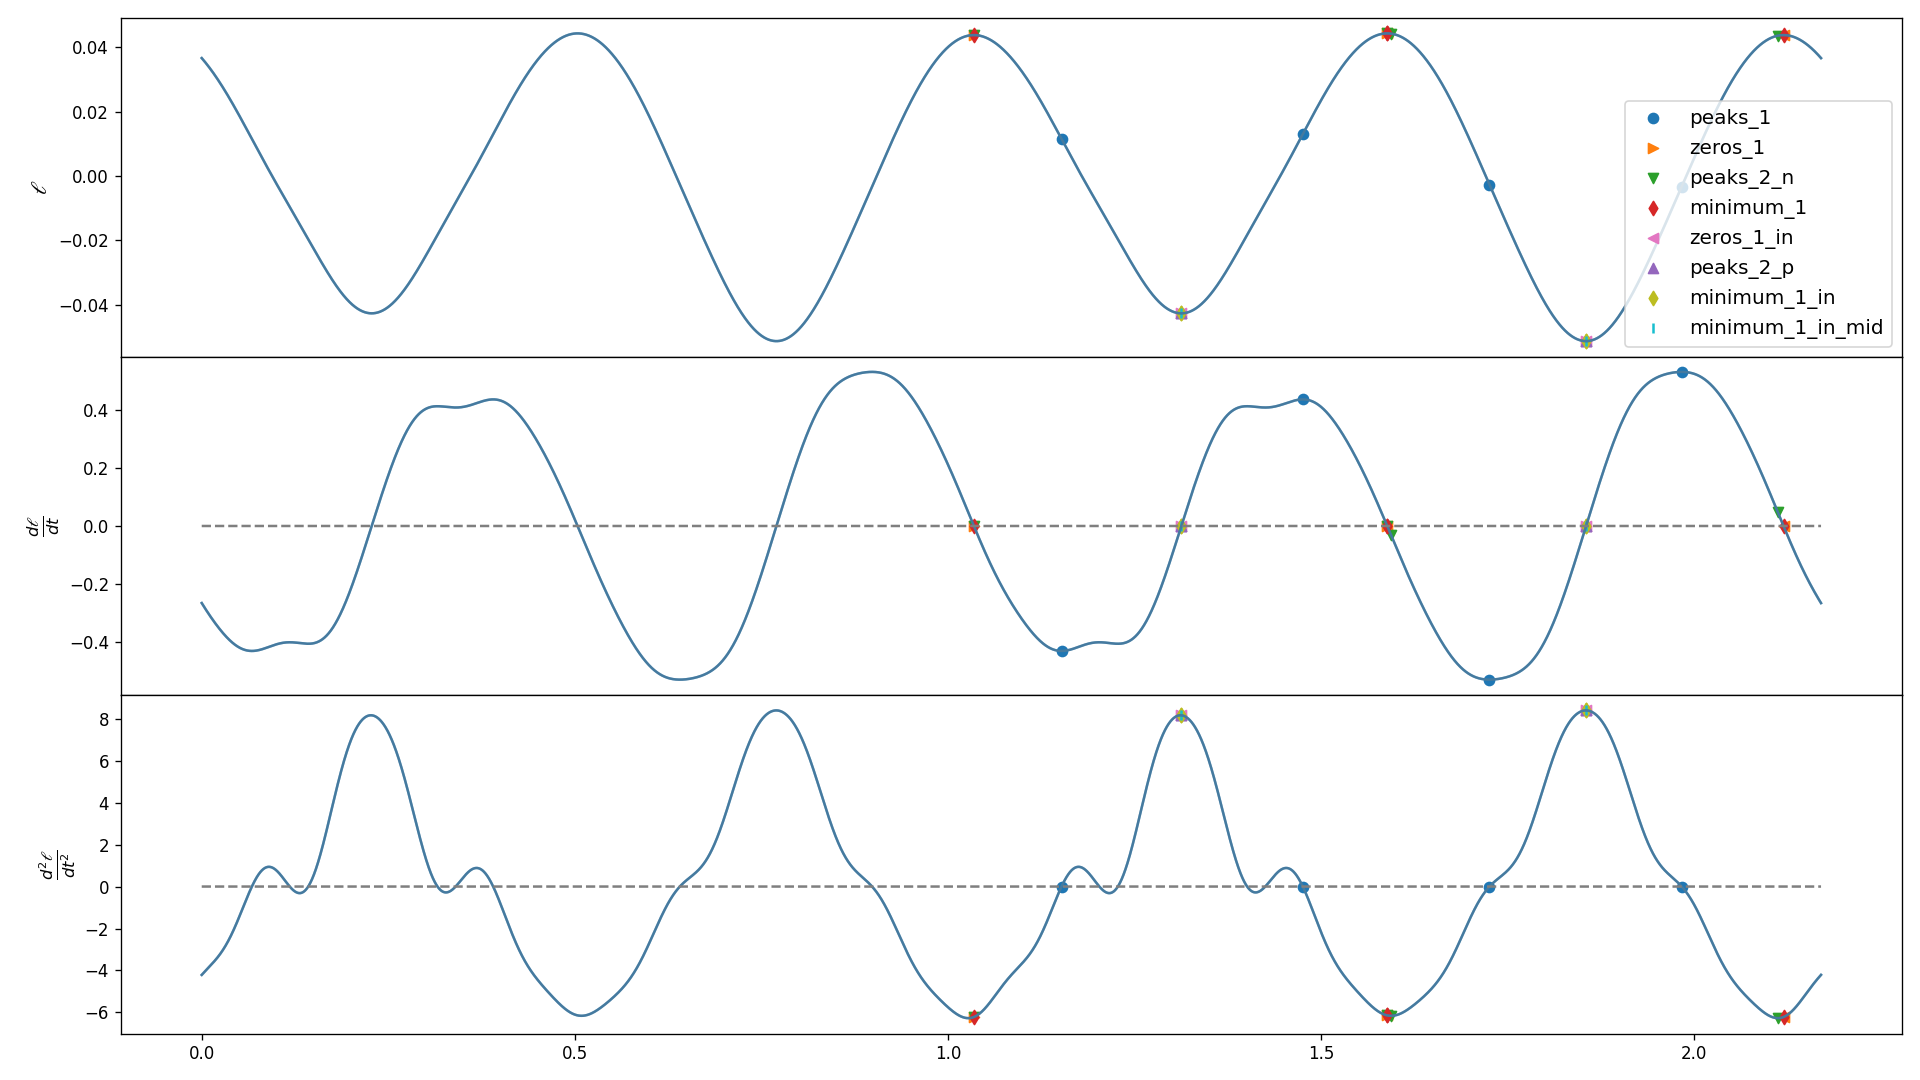 0.04
0.02
0.00
−0.02
−0.04
ℓ
peaks_1
zeros_1
peaks_2_n
minimum_1
zeros_1_in
peaks_2_p
minimum_1_in
minimum_1_in_mid
0.4
0.2
0.0
−0.2
−0.4
dℓ
dt
8
6
4
2
0
−2
−4
−6
d²ℓ
dt²
0.0 0.5 1.0 1.5 2.0